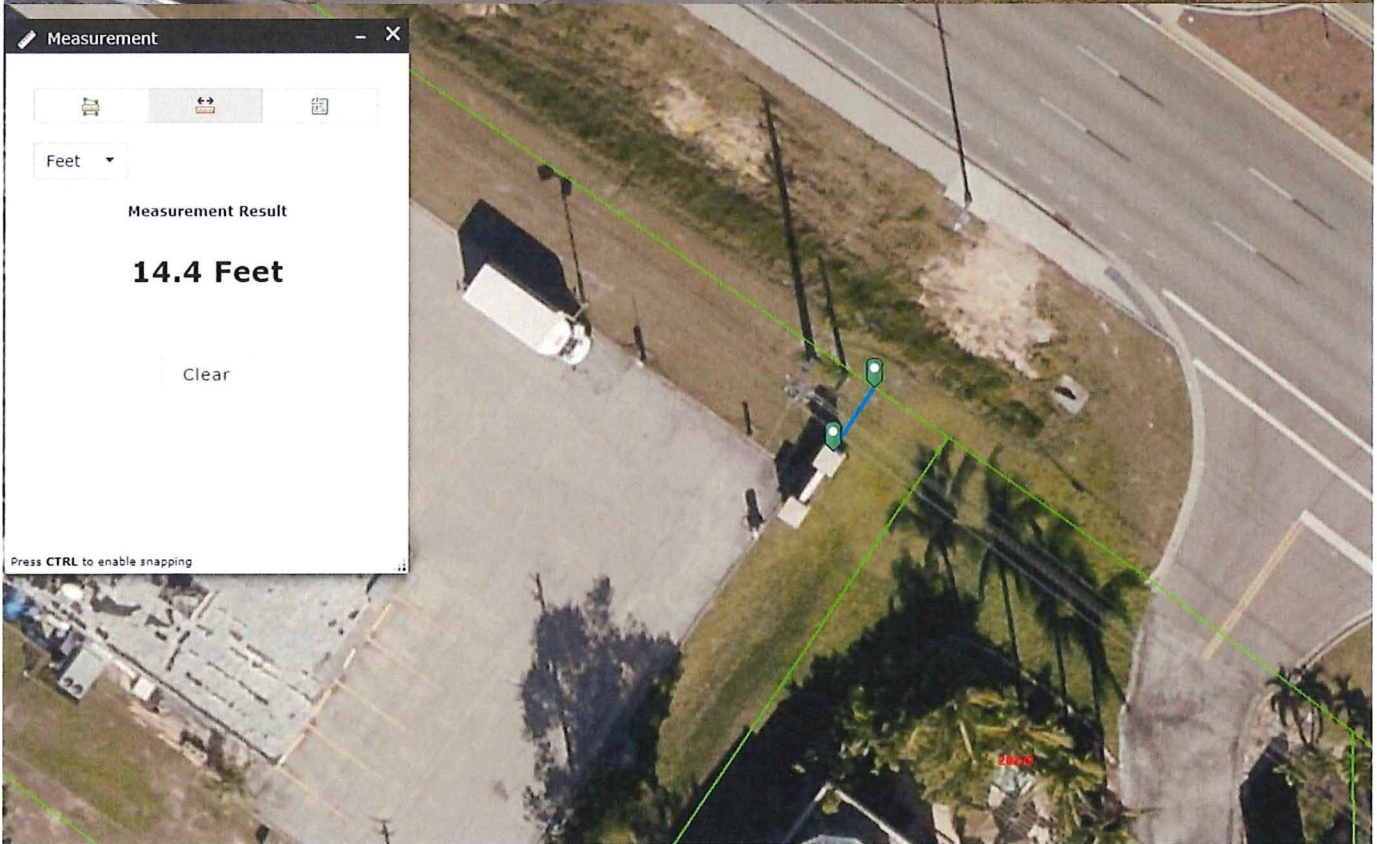 Measurement
Feet
Measurement Result
14.4 Feet
Clear
Press CTRL to enable snapping